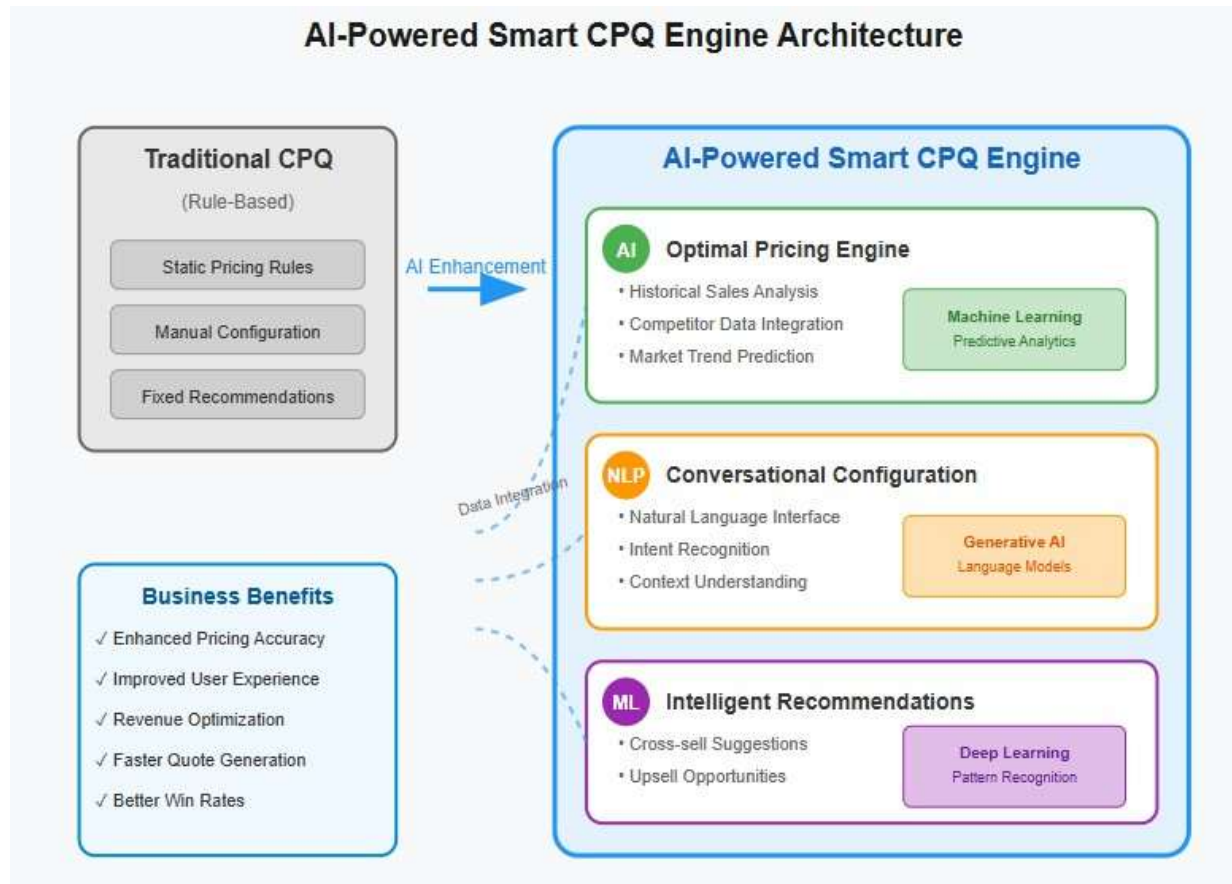 AI-Powered Smart CPQ Engine Architecture
Traditional CPQ
(Rule-Based)
Static Pricing Rules
Manual Configuration
Fixed Recommendations
AI Enhancement
Data Integration
Business Benefits
✓ Enhanced Pricing Accuracy
✓ Improved User Experience
✓ Revenue Optimization
✓ Faster Quote Generation
✓ Better Win Rates
AI-Powered Smart CPQ Engine
AI
Optimal Pricing Engine
• Historical Sales Analysis
• Competitor Data Integration
• Market Trend Prediction
Machine Learning
Predictive Analytics
NLP
Conversational Configuration
• Natural Language Interface
• Intent Recognition
• Context Understanding
Generative AI
Language Models
ML
Intelligent Recommendations
• Cross-sell Suggestions
• Upsell Opportunities
Deep Learning
Pattern Recognition